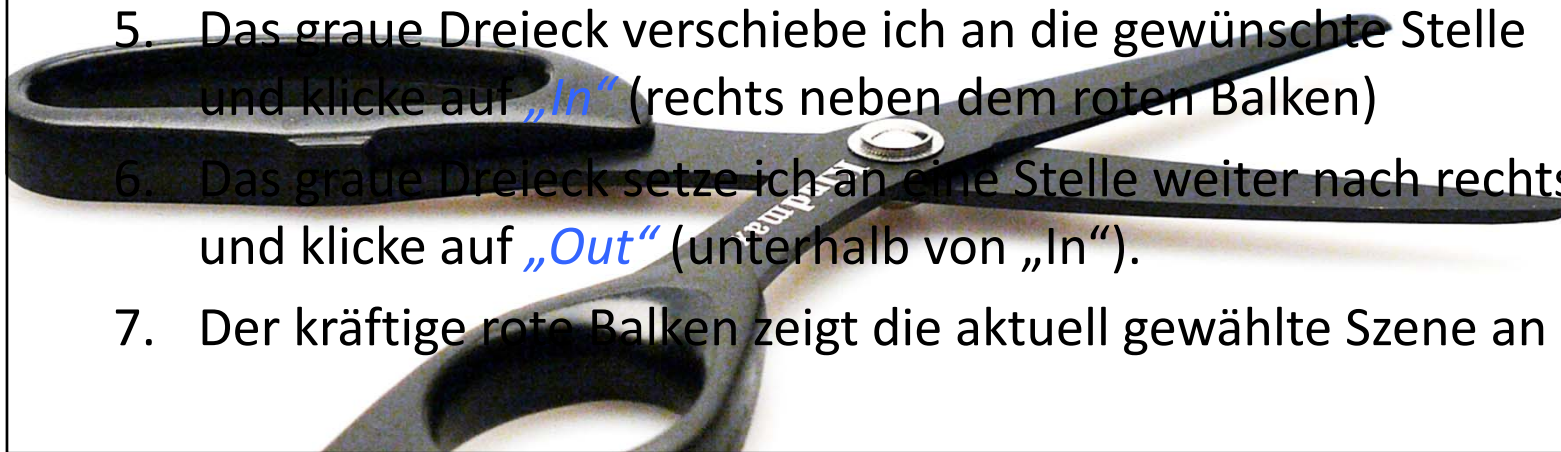 5. Das graue Dreieck verschiebe ich an die gewünschte Stelle
und klicke auf „In“ (rechts neben dem roten Balken)
6. Das graue Dreieck setze ich an eine Stelle weiter nach rechts
und klicke auf „Out“ (unterhalb von „In“).
7. Der kräftige rote Balken zeigt die aktuell gewählte Szene an